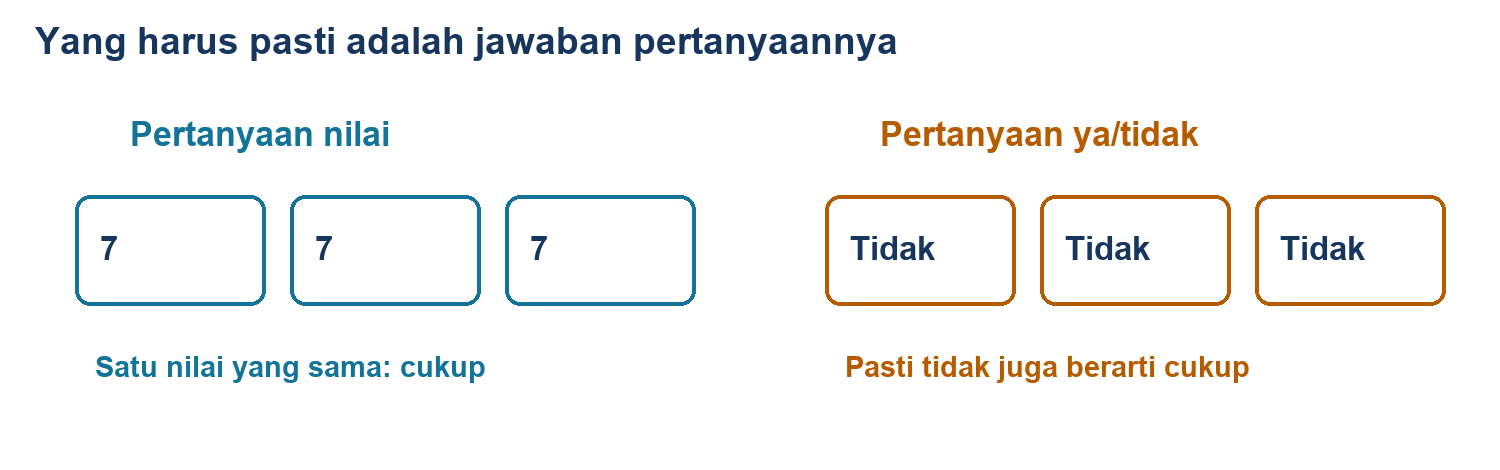 Yang harus pasti adalah jawaban pertanyaannya
Pertanyaan nilai
7 7 7
Satu nilai yang sama: cukup
Pertanyaan ya/tidak
Tidak Tidak Tidak
Pasti tidak juga berarti cukup